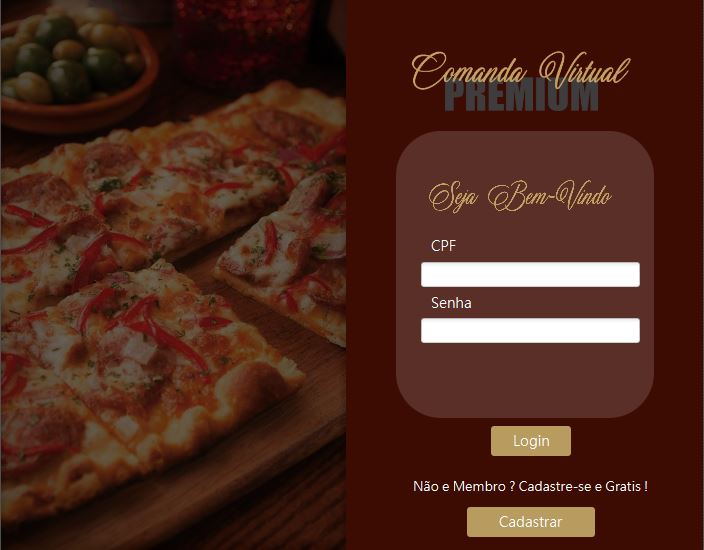 Comanda Virtual
PREMIUM
Seja Bem-Vindo
CPF
Senha
Login
Não e Membro ? Cadastre-se e Gratis !
Cadastrar